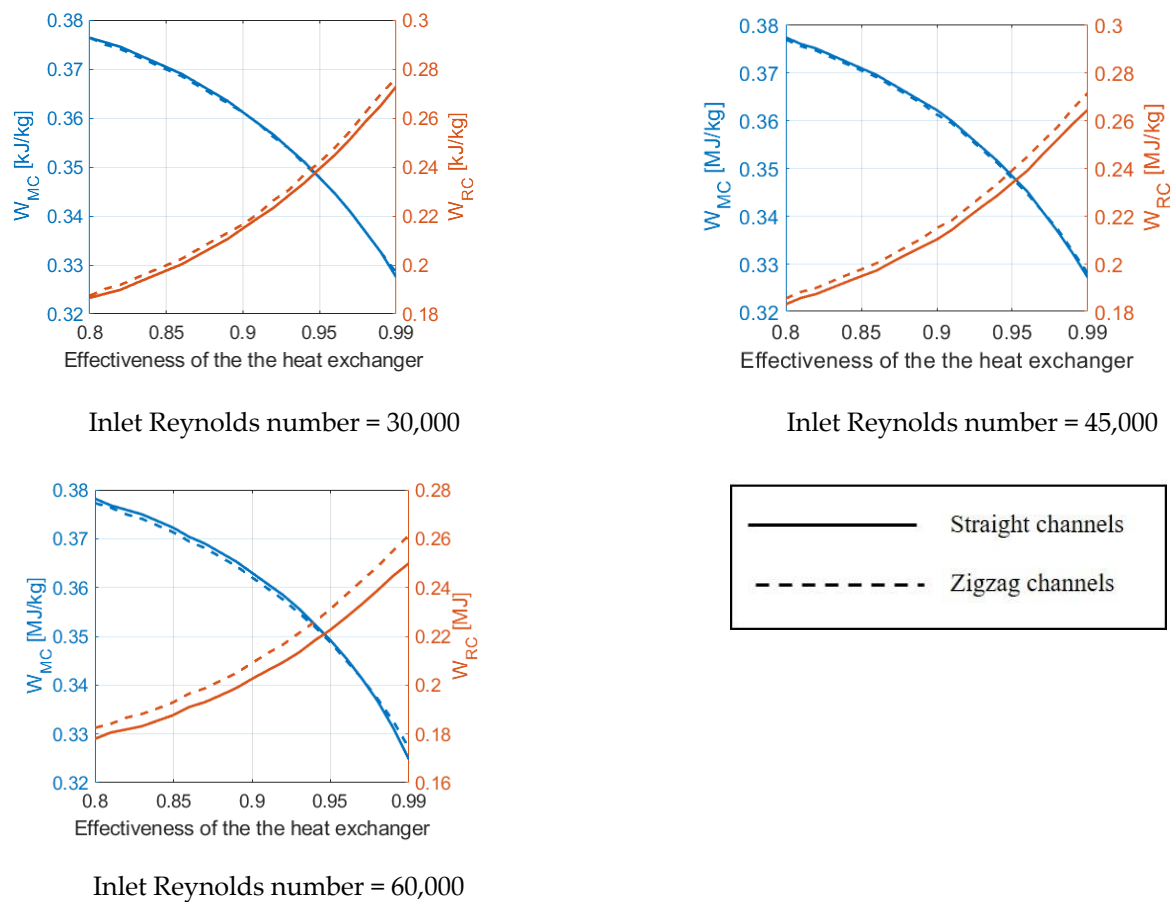 0.38
0.37
0.36
0.35
0.34
0.33
0.32
W_MC [kJ/kg]
0.3
0.28
0.26
0.24
0.22
0.2
0.18
W_RC [kJ/kg]
0.8 0.85 0.9 0.95 0.99
Effectiveness of the the heat exchanger
Inlet Reynolds number = 30,000
0.38
0.37
0.36
0.35
0.34
0.33
0.32
W_MC [MJ/kg]
0.3
0.28
0.26
0.24
0.22
0.2
0.18
W_RC [MJ/kg]
0.8 0.85 0.9 0.95 0.99
Effectiveness of the the heat exchanger
Inlet Reynolds number = 45,000
0.38
0.37
0.36
0.35
0.34
0.33
0.32
W_MC [MJ/kg]
0.28
0.26
0.24
0.22
0.2
0.18
0.16
W_RC [MJ]
0.8 0.85 0.9 0.95 0.99
Effectiveness of the the heat exchanger
Inlet Reynolds number = 60,000
Straight channels
Zigzag channels